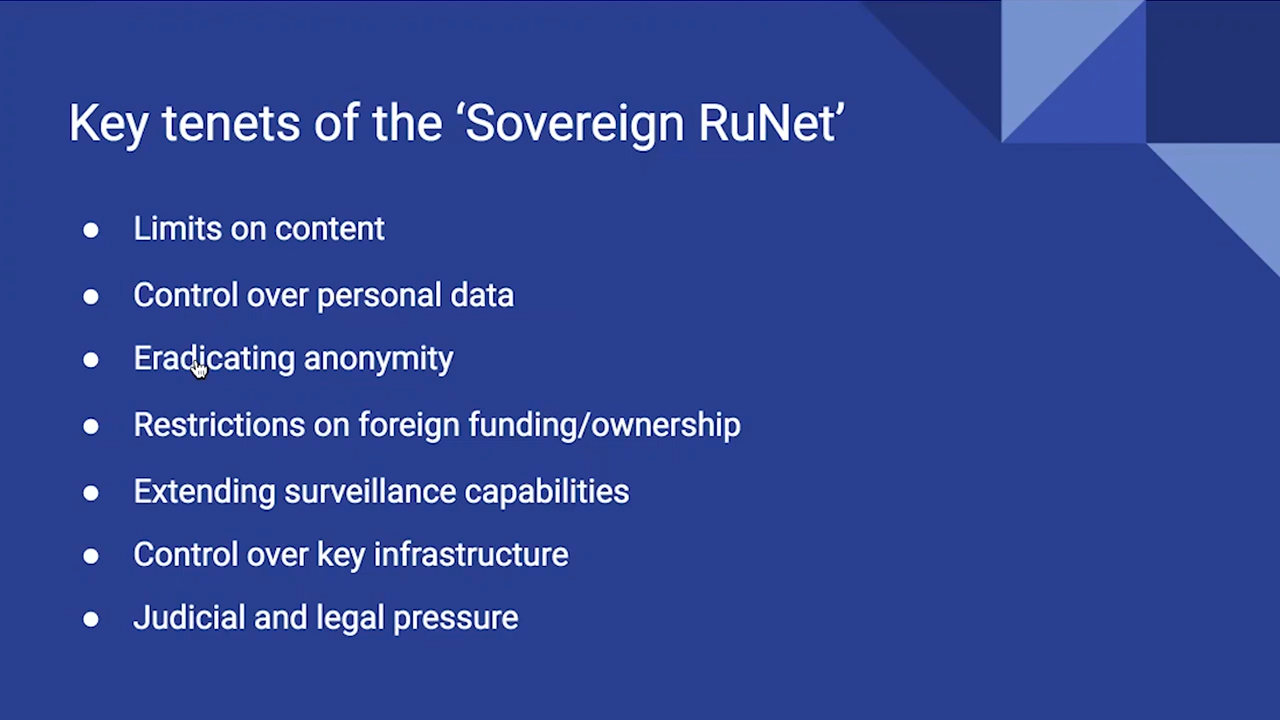 Key tenets of the ‘Sovereign RuNet’
● Limits on content
● Control over personal data
● Eradicating anonymity
● Restrictions on foreign funding/ownership
● Extending surveillance capabilities
● Control over key infrastructure
● Judicial and legal pressure